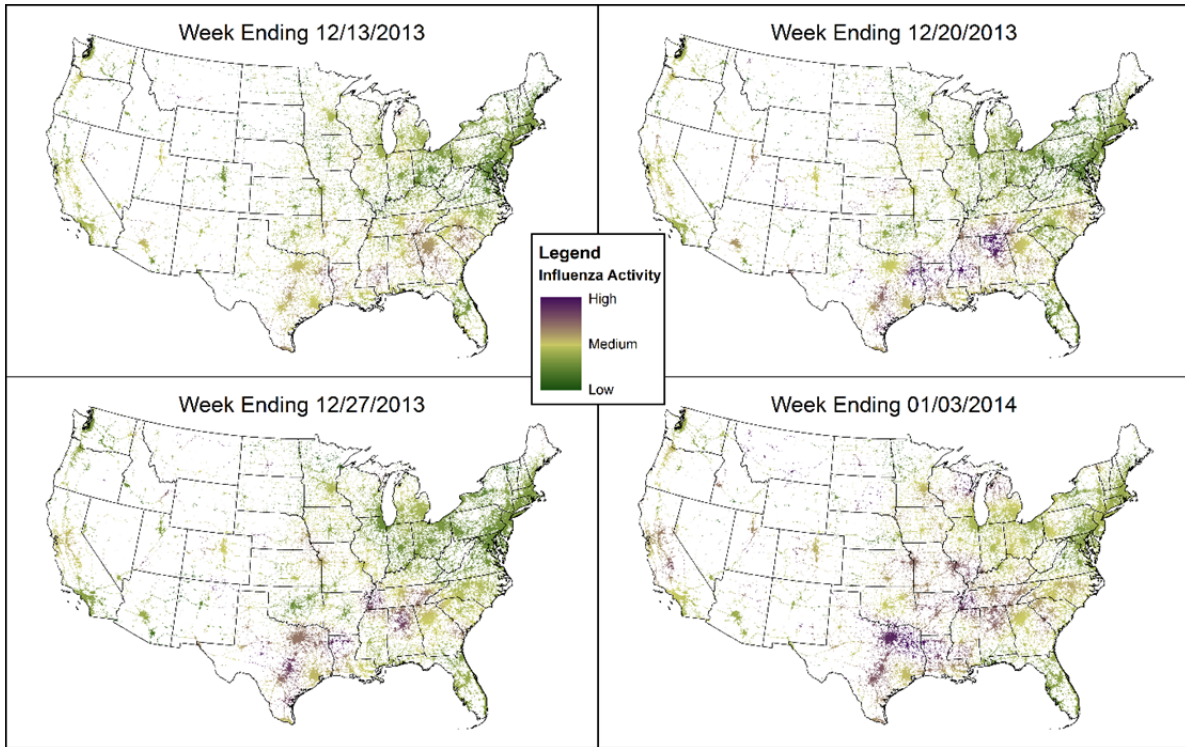 Week Ending 12/13/2013
Week Ending 12/20/2013
Legend
Influenza Activity
High
Medium
Low
Week Ending 12/27/2013
Week Ending 01/03/2014